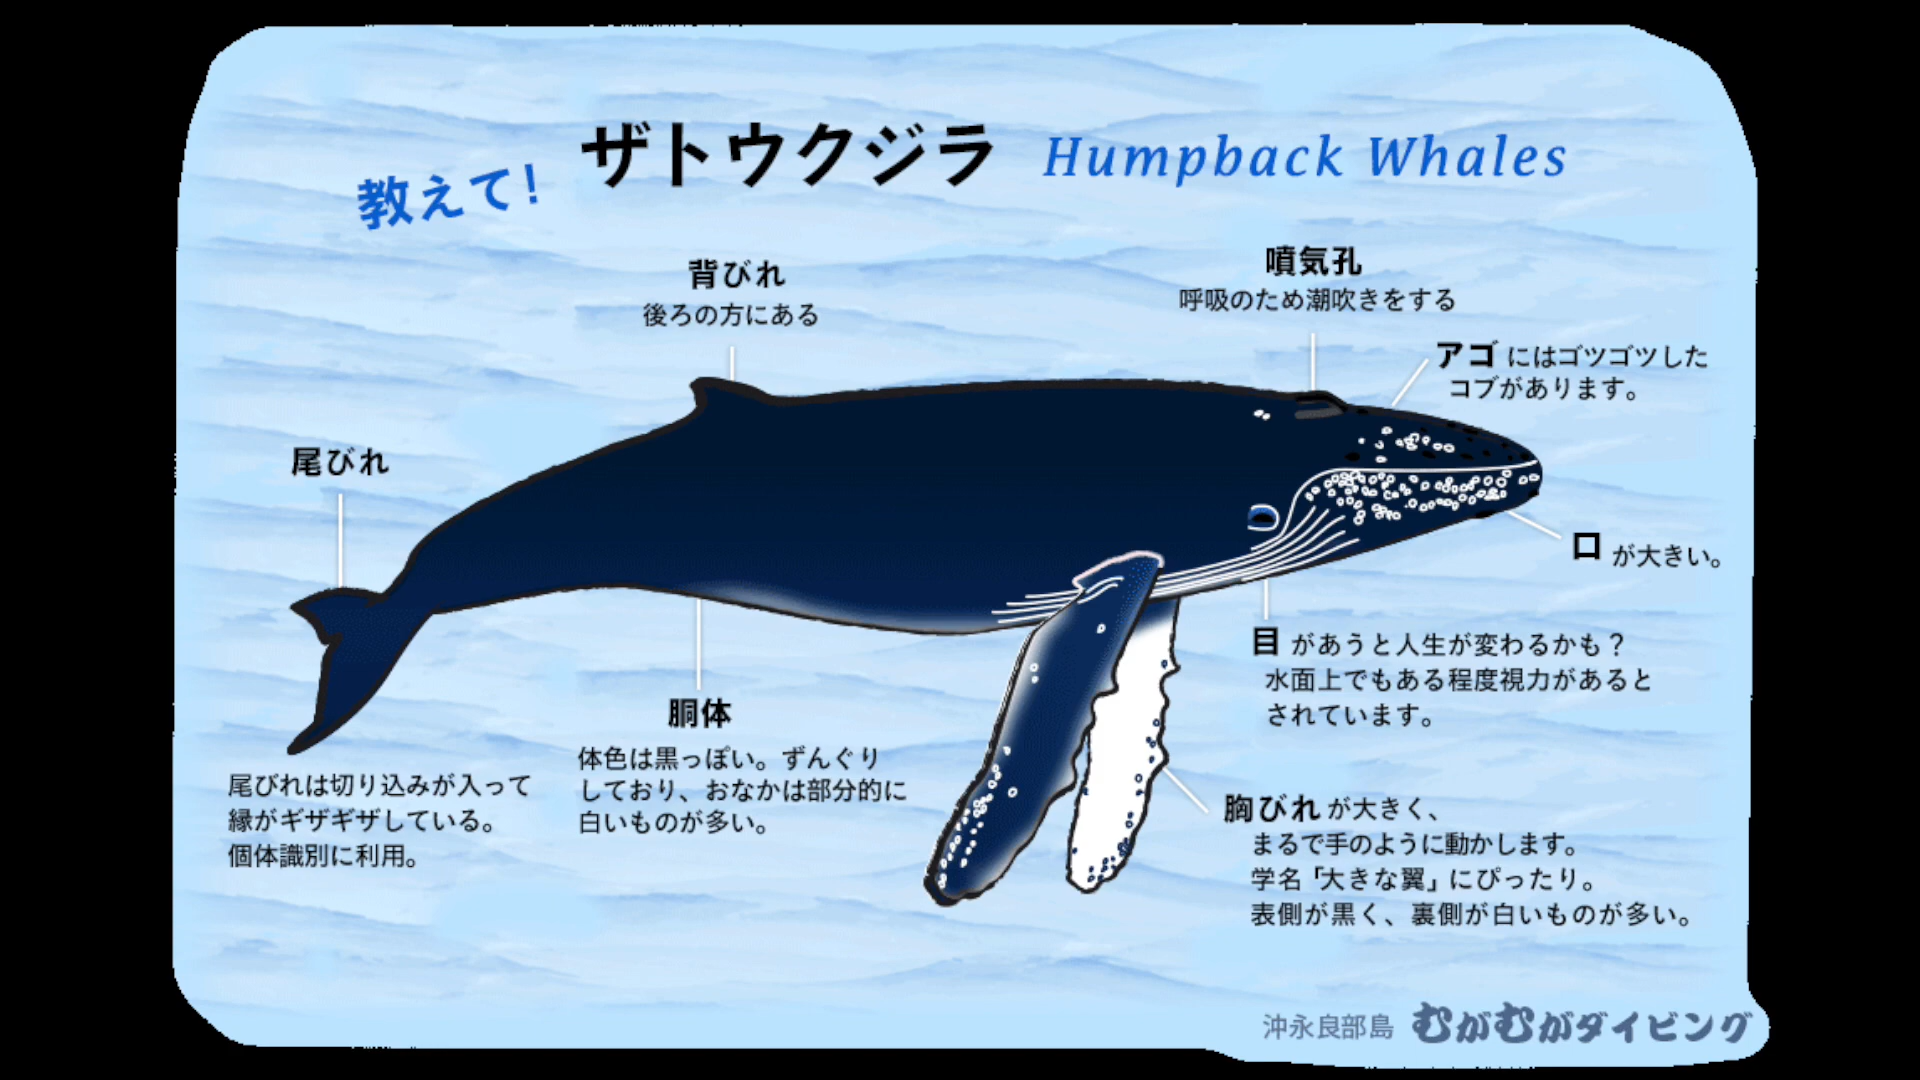 教えて! ザトウクジラ Humpback Whales
背びれ
後ろの方にある
噴気孔
呼吸のため潮吹きをする
アゴ にはゴツゴツした
コブがあります。
尾びれ
口 が大きい。
目 があうと人生が変わるかも？
水面上でもある程度視力があると
されています。
胴体
体色は黒っぽい。ずんぐり
しており、おなかは部分的に
白いものが多い。
尾びれは切り込みが入って
縁がギザギザしている。
個体識別に利用。
胸びれ が大きく、
まるで手のように動かします。
学名「大きな翼」にぴったり。
表側が黒く、裏側が白いものが多い。
沖永良部島 むがむがダイビング